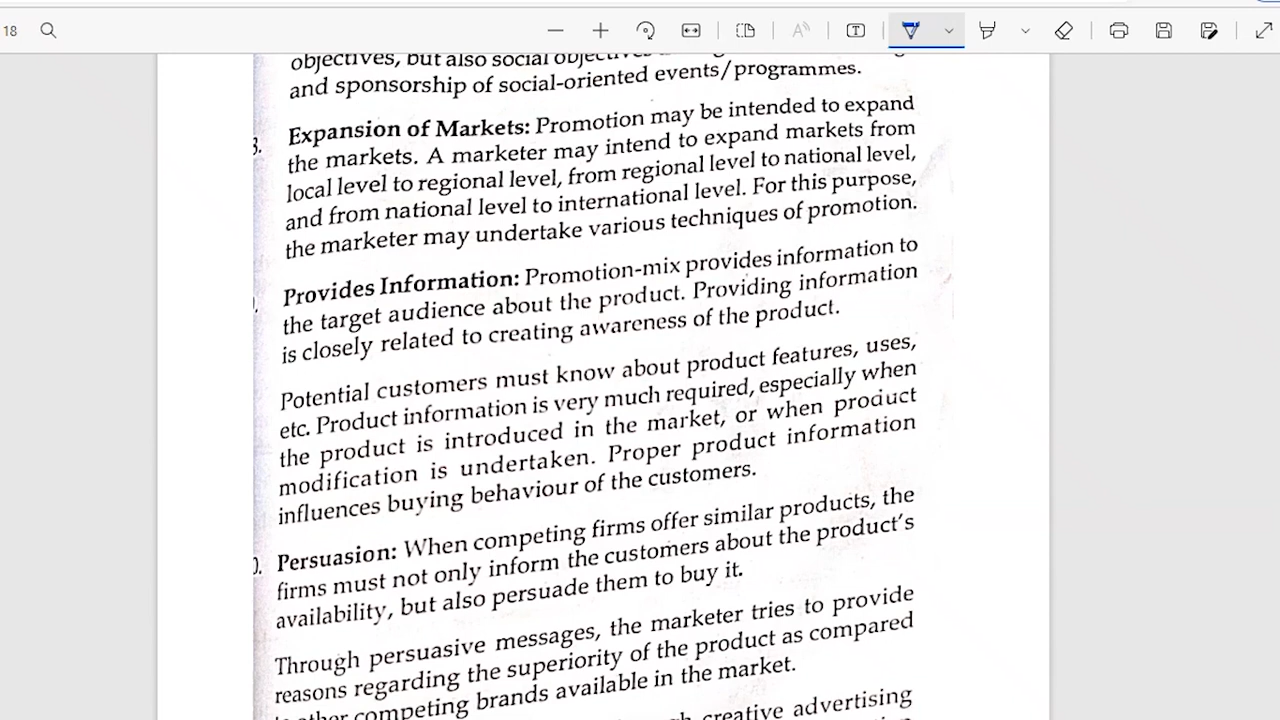 18
objectives, but also social
and sponsorship of social-oriented events/programmes.
Expansion of Markets: Promotion may be intended to expand
the markets. A marketer may intend to expand markets from
local level to regional level, from regional level to national level,
and from national level to international level. For this purpose,
the marketer may undertake various techniques of promotion.
Provides Information: Promotion-mix provides information to
the target audience about the product. Providing information
is closely related to creating awareness of the product.
Potential customers must know about product features, uses,
etc. Product information is very much required, especially when
the product is introduced in the market, or when product
modification is undertaken. Proper product information
influences buying behaviour of the customers.
Persuasion: When competing firms offer similar products, the
firms must not only inform the customers about the product's
availability, but also persuade them to buy it.
Through persuasive messages, the marketer tries to provide
reasons regarding the superiority of the product as compared
other competing brands available in the market.
creative advertising